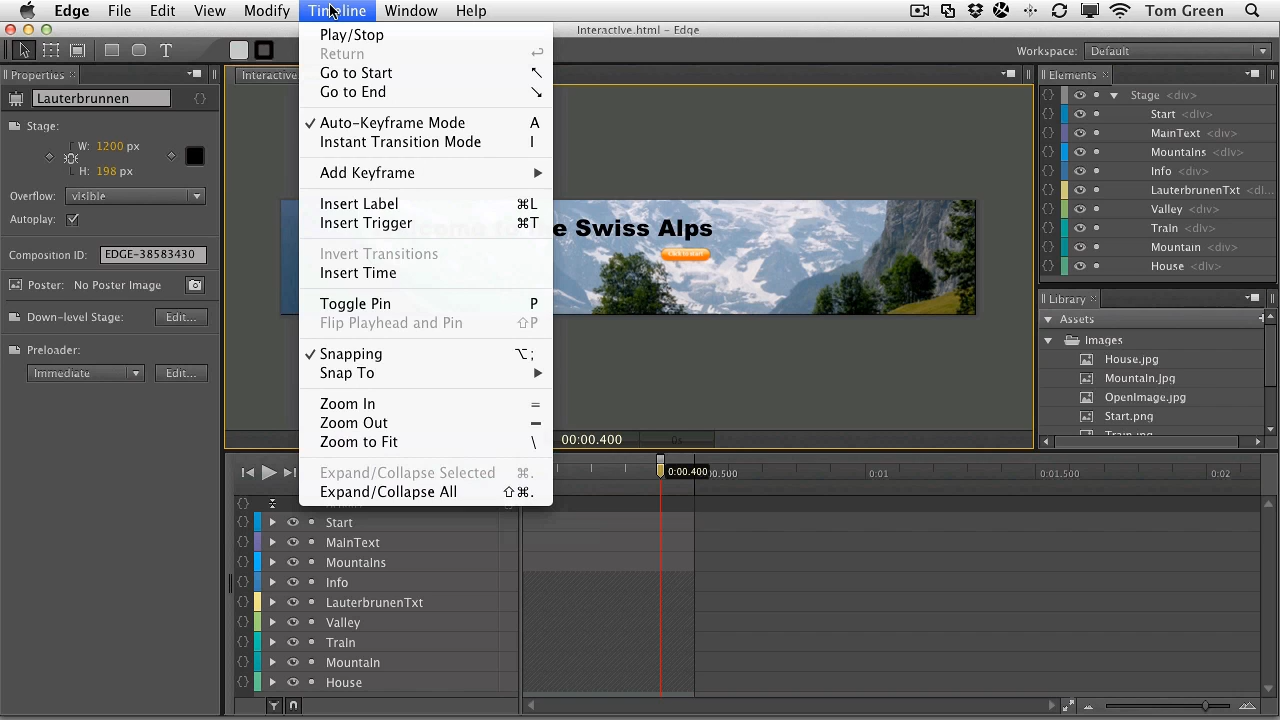 Edge File Edit View Modify Timeline Window Help Tom Green
Interactive.html - Edge
T Workspace: Default
Properties
Interactive
Elements
Lauterbrunnen
Stage:
W: 1200 px
H: 198 px
Overflow: visible
Autoplay:
Composition ID: EDGE-38583430
Poster: No Poster Image
Down-level Stage: Edit...
Preloader:
Immediate Edit...
Play/Stop
Return
Go to Start
Go to End
Auto-Keyframe Mode A
Instant Transition Mode I
Add Keyframe
Insert Label ⌘L
Insert Trigger ⌘T
Invert Transitions
Insert Time
Toggle Pin P
Flip Playhead and Pin ⇧P
Snapping ⌥;
Snap To
Zoom In =
Zoom Out −
Zoom to Fit \
Expand/Collapse Selected ⌘.
Expand/Collapse All ⇧⌘.
Swiss Alps
Click to start
Stage <div>
Start <div>
MainText <div>
Mountains <div>
Info <div>
LauterbrunenTxt <di...
Valley <div>
Train <div>
Mountain <div>
House <div>
Library
Assets
Images
House.jpg
Mountain.jpg
OpenImage.jpg
Start.png
Train.jpg
00:00.400 0s
0:00.400 0:00.500 0:01 0:01.500 0:02
Start
MainText
Mountains
Info
LauterbrunenTxt
Valley
Train
Mountain
House